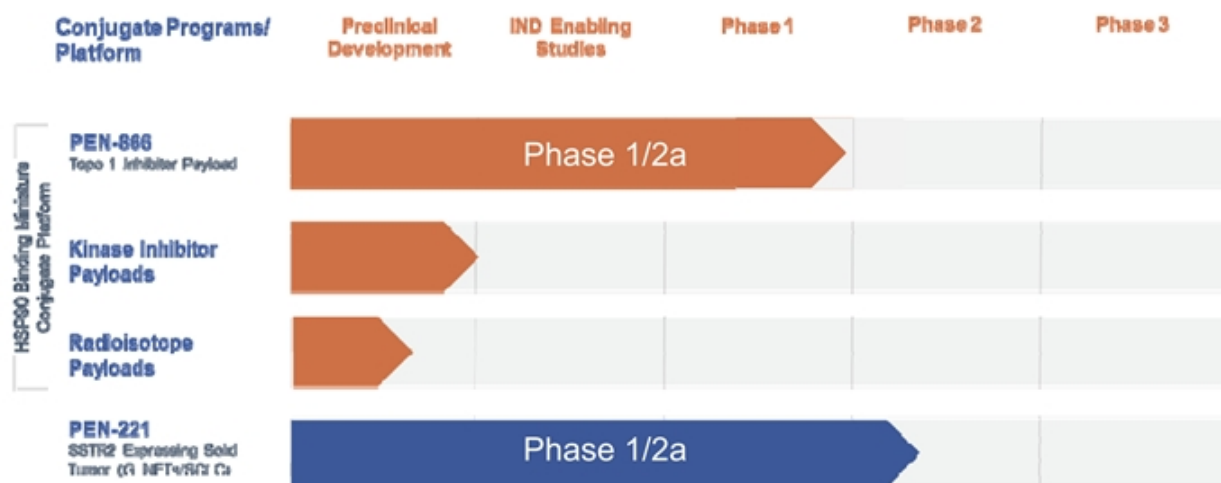 Conjugate Programs/
Platform
Preclinical
Development
IND Enabling
Studies
Phase 1
Phase 2
Phase 3
HSP90 Binding Miniature
Conjugate Platform
PEN-866
Topo 1 Inhibitor Payload
Phase 1/2a
Kinase Inhibitor
Payloads
Radioisotope
Payloads
PEN-221
SSTR2 Expressing Solid
Tumor
Phase 1/2a